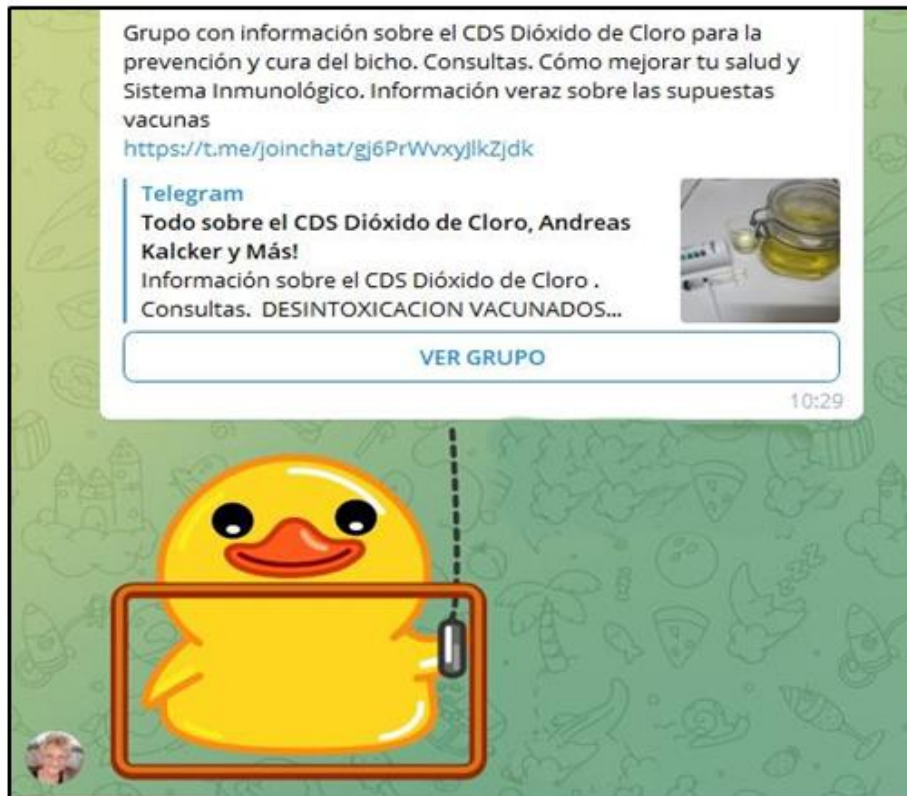 Grupo con información sobre el CDS Dióxido de Cloro para la
prevención y cura del bicho. Consultas. Cómo mejorar tu salud y
Sistema Inmunológico. Información veraz sobre las supuestas
vacunas
https://t.me/joinchat/gj6PrWvxyJlkZjdk
Telegram
Todo sobre el CDS Dióxido de Cloro, Andreas
Kalcker y Más!
Información sobre el CDS Dióxido de Cloro .
Consultas. DESINTOXICACION VACUNADOS...
VER GRUPO
10:29